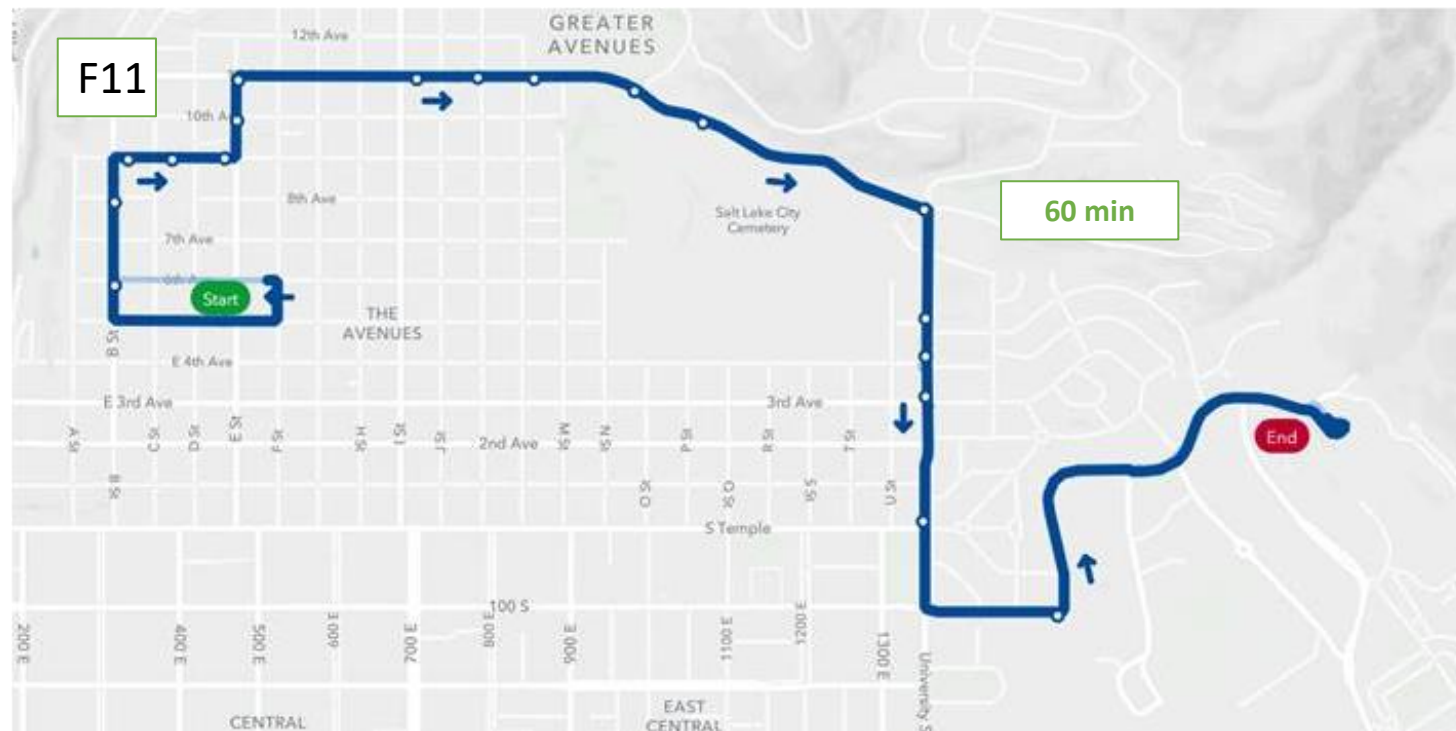 F11
12th Ave
GREATER
AVENUES
10th A
8th Ave
7th Ave
Salt Lake City
Cemetery
60 min
6th A
Start
THE
AVENUES
B St
E 4th Ave
E 3rd Ave
3rd Ave
A St
C St
D St
E St
F St
H St
I St
J St
2nd Ave
M St
N St
P St
R St
T St
End
B St
O St
Q St
S St
U St
S Temple
100 S
200 E
400 E
500 E
600 E
700 E
800 E
900 E
1100 E
1200 E
1300 E
University S
CENTRAL
EAST
CENTRAL